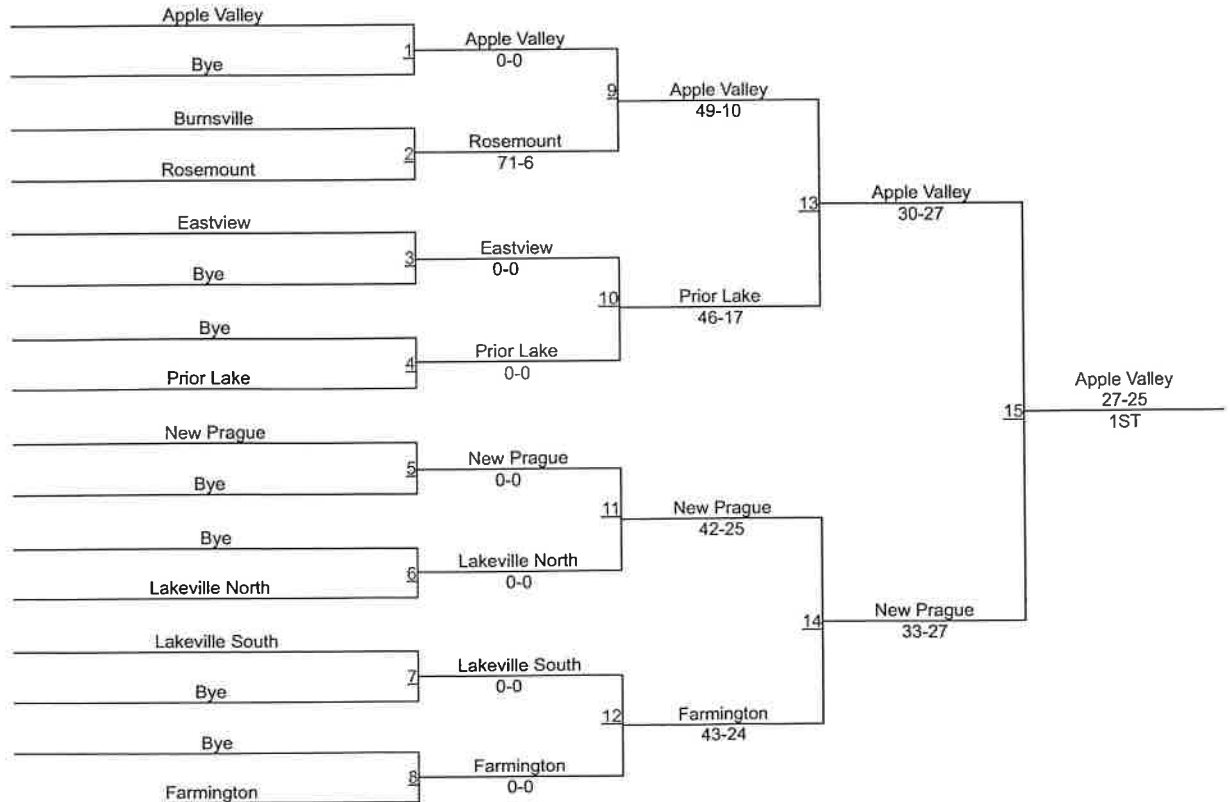 Apple Valley
1
Bye
Apple Valley
0-0
9
Burnsville
2
Rosemount
Rosemount
71-6
Apple Valley
49-10
13
Eastview
3
Bye
Eastview
0-0
10
Bye
4
Prior Lake
Prior Lake
0-0
Prior Lake
46-17
Apple Valley
30-27
15
New Prague
5
Bye
New Prague
0-0
11
Bye
6
Lakeville North
Lakeville North
0-0
New Prague
42-25
14
Lakeville South
7
Bye
Lakeville South
0-0
12
Bye
8
Farmington
Farmington
0-0
Farmington
43-24
New Prague
33-27
Apple Valley
27-25
1ST